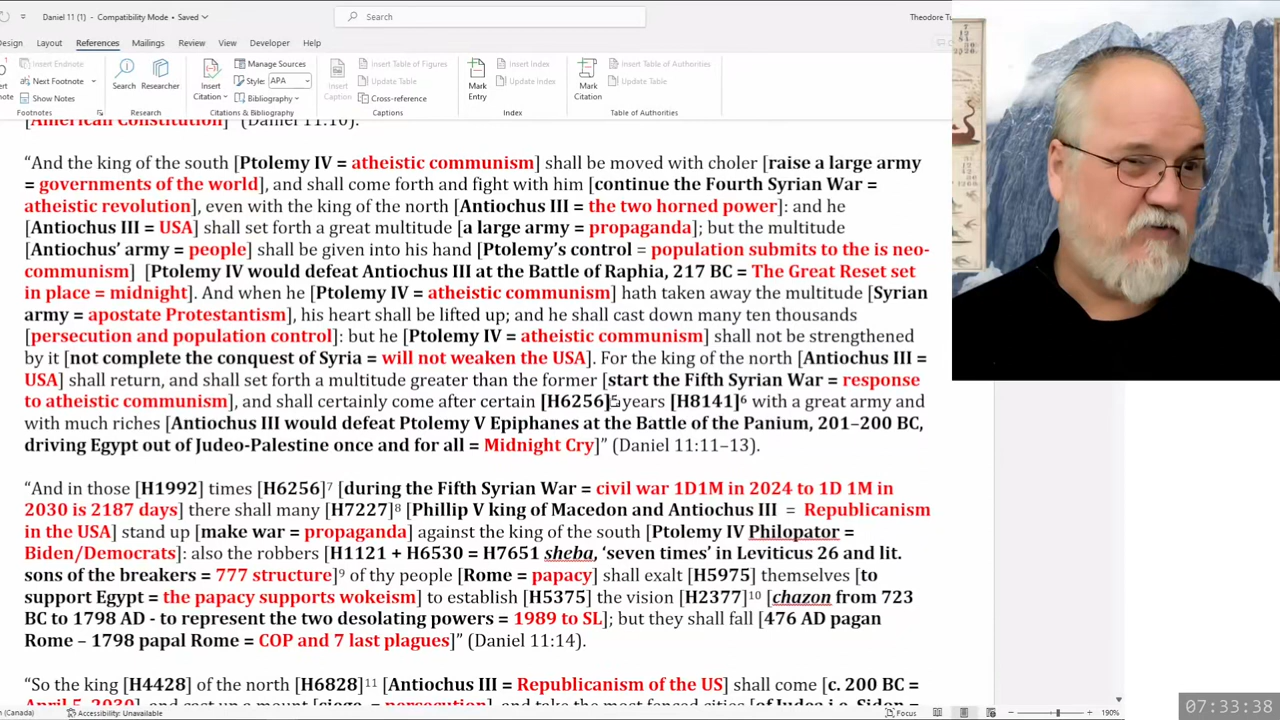 Daniel 11 (1) - Compatibility Mode • Saved
Search
Theodore Tu
Design Layout References Mailings Review View Developer Help
Insert Endnote
Next Footnote
Show Notes
Footnotes
Search
Researcher
Research
Insert Citation
Manage Sources
Style: APA
Bibliography
Citations & Bibliography
Insert Caption
Insert Table of Figures
Update Table
Cross-reference
Captions
Mark Entry
Insert Index
Update Index
Index
Mark Citation
Insert Table of Authorities
Update Table
Table of Authorities
[American Constitution]” (Daniel 11:10).
“And the king of the south [Ptolemy IV = atheistic communism] shall be moved with choler [raise a large army
= governments of the world], and shall come forth and fight with him [continue the Fourth Syrian War =
atheistic revolution], even with the king of the north [Antiochus III = the two horned power]: and he
[Antiochus III = USA] shall set forth a great multitude [a large army = propaganda]; but the multitude
[Antiochus’ army = people] shall be given into his hand [Ptolemy’s control = population submits to the is neo-
communism] [Ptolemy IV would defeat Antiochus III at the Battle of Raphia, 217 BC = The Great Reset set
in place = midnight]. And when he [Ptolemy IV = atheistic communism] hath taken away the multitude [Syrian
army = apostate Protestantism], his heart shall be lifted up; and he shall cast down many ten thousands
[persecution and population control]: but he [Ptolemy IV = atheistic communism] shall not be strengthened
by it [not complete the conquest of Syria = will not weaken the USA]. For the king of the north [Antiochus III =
USA] shall return, and shall set forth a multitude greater than the former [start the Fifth Syrian War = response
to atheistic communism], and shall certainly come after certain [H6256]5 years [H8141]6 with a great army and
with much riches [Antiochus III would defeat Ptolemy V Epiphanes at the Battle of the Panium, 201–200 BC,
driving Egypt out of Judeo-Palestine once and for all = Midnight Cry]” (Daniel 11:11–13).
“And in those [H1992] times [H6256]7 [during the Fifth Syrian War = civil war 1D1M in 2024 to 1D 1M in
2030 is 2187 days] there shall many [H7227]8 [Phillip V king of Macedon and Antiochus III = Republicanism
in the USA] stand up [make war = propaganda] against the king of the south [Ptolemy IV Philopator =
Biden/Democrats]: also the robbers [H1121 + H6530 = H7651 sheba, ‘seven times’ in Leviticus 26 and lit.
sons of the breakers = 777 structure]9 of thy people [Rome = papacy] shall exalt [H5975] themselves [to
support Egypt = the papacy supports wokeism] to establish [H5375] the vision [H2377]10 [chazon from 723
BC to 1798 AD - to represent the two desolating powers = 1989 to SL]; but they shall fall [476 AD pagan
Rome – 1798 papal Rome = COP and 7 last plagues]” (Daniel 11:14).
“So the king [H4428] of the north [H6828]11 [Antiochus III = Republicanism of the US] shall come [c. 200 BC =
(Canada)
Accessibility: Unavailable
Focus
190%
07:33:38